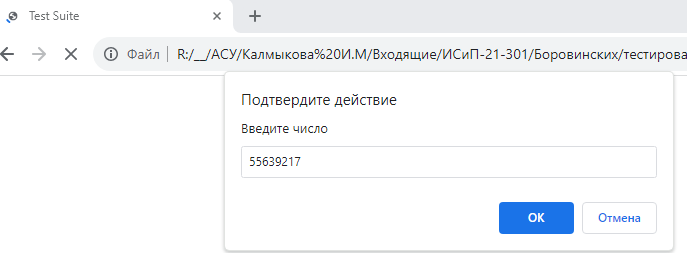 Test Suite
Файл R:/__/АСУ/Калмыкова%20И.М/Входящие/ИСиП-21-301/Боровинских/тестирова
Подтвердите действие
Введите число
55639217
ОК Отмена